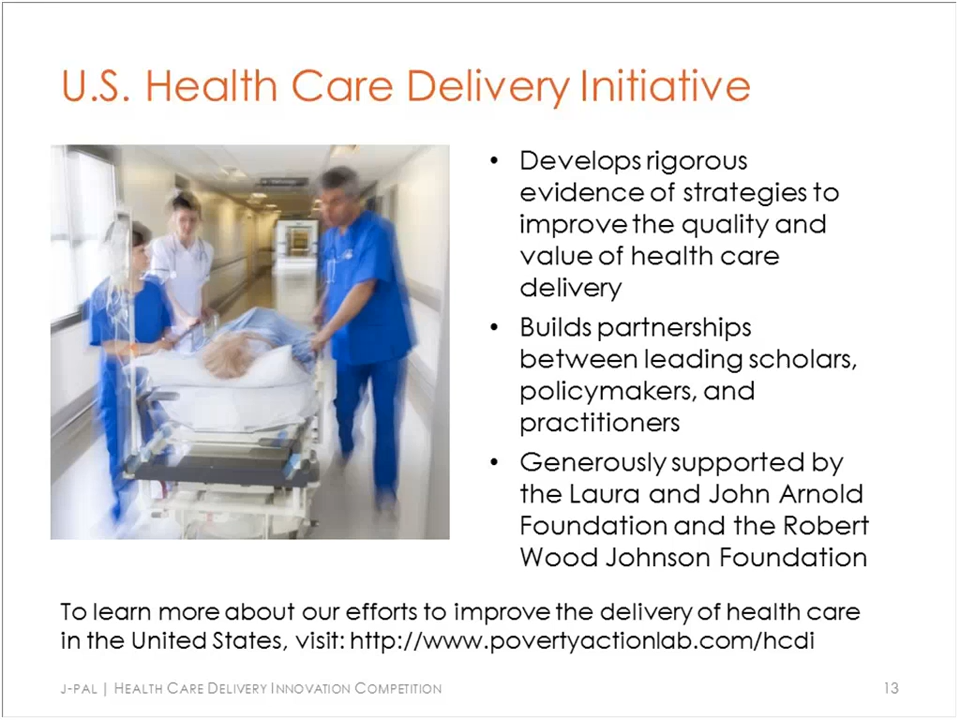 U.S. Health Care Delivery Initiative
• Develops rigorous
evidence of strategies to
improve the quality and
value of health care
delivery
• Builds partnerships
between leading scholars,
policymakers, and
practitioners
• Generously supported by
the Laura and John Arnold
Foundation and the Robert
Wood Johnson Foundation
To learn more about our efforts to improve the delivery of health care
in the United States, visit: http://www.povertyactionlab.com/hcdi
J-PAL | HEALTH CARE DELIVERY INNOVATION COMPETITION 13